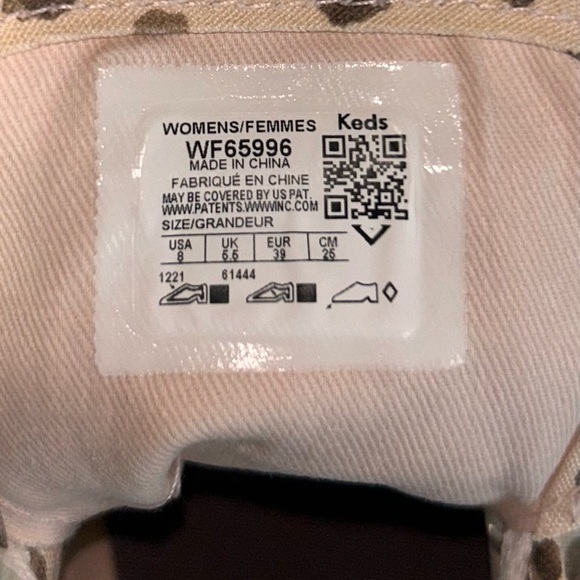 WOMENS/FEMMES Keds
WF65996
MADE IN CHINA
FABRIQUÉ EN CHINE
MAY BE COVERED BY US PAT.
WWW.PATENTS.WWWINC.COM
SIZE/GRANDEUR
USA UK EUR CM
8 5.5 39 25
1221 61444